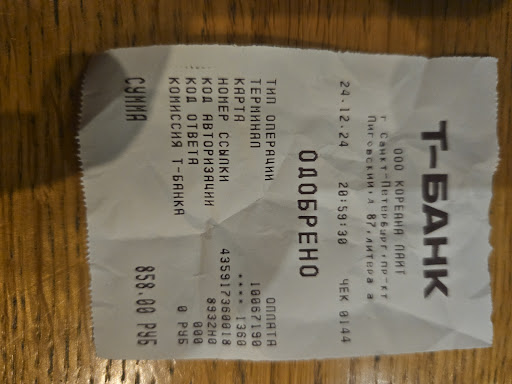 Т-БАНК
ООО КОРЕАНА ЛАЙТ
г Санкт-Петербург, пр-кт
Лиговский, д 87, литера а.
24.12.24 20:59:30 ЧЕК 0144
ОДОБРЕНО
ТИП ОПЕРАЦИИ ОПЛАТА
ТЕРМИНАЛ 10067190
КАРТА **** 1360
НОМЕР ССЫЛКИ 435917360018
КОД АВТОРИЗАЦИИ 8932H0
КОД ОТВЕТА 000
КОМИССИЯ Т-БАНКА 0 РУБ
СУММА 858.00 РУБ